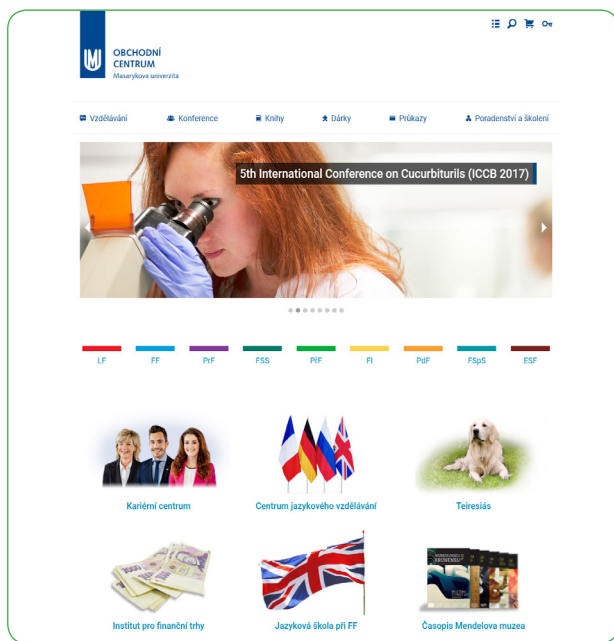 OBCHODNÍ
CENTRUM
Masarykova univerzita
Vzdělávání Konference Knihy Dárky Průkazy Poradenství a školení
5th International Conference on Cucurbiturils (ICCB 2017)
LF FF PrF FSS PřF FI PdF FSpS ESF
Kariérní centrum Centrum jazykového vzdělávání Teiresiás
Institut pro finanční trhy Jazyková škola při FF Časopis Mendelova muzea